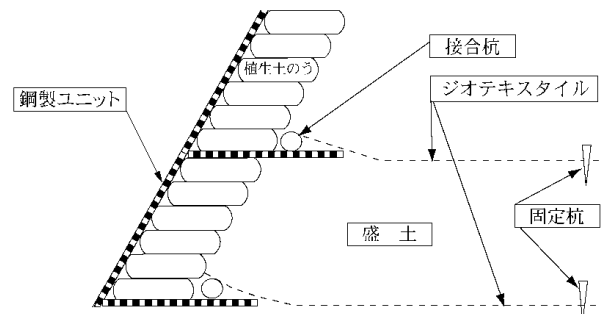 接合杭
植生土のう
ジオテキスタイル
鋼製ユニット
固定杭
盛 土